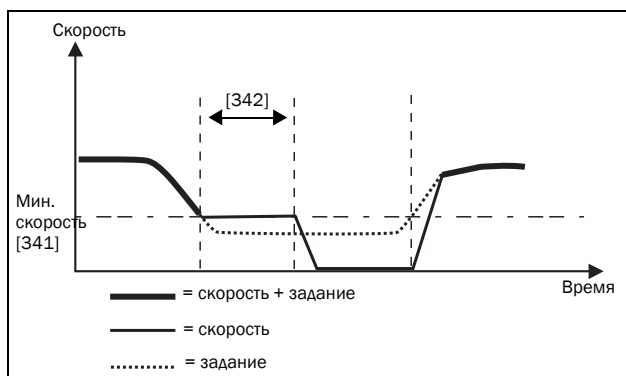 Скорость
[342]
Мин.
скорость
[341]
Время
= скорость + задание
= скорость
= задание